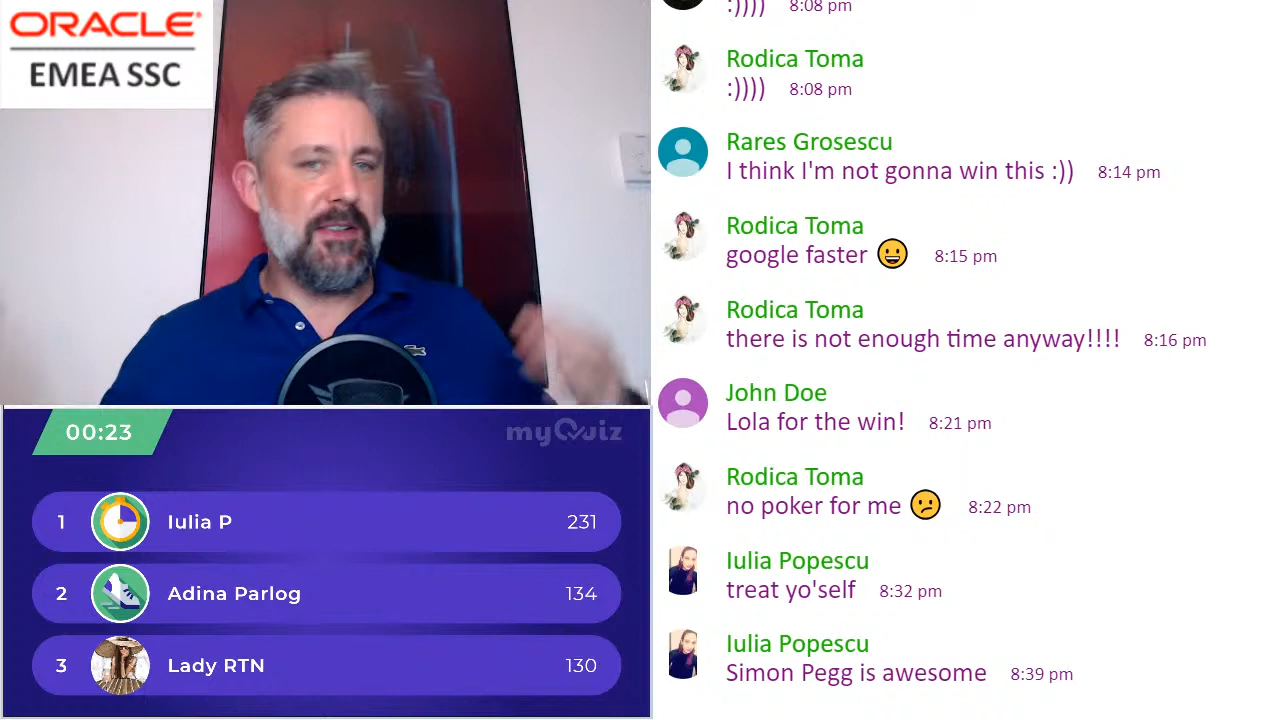 ORACLE
EMEA SSC
00:23
myQuiz
1 Iulia P 231
2 Adina Parlog 134
3 Lady RTN 130
:)))) 8:08 pm
Rodica Toma
:)))) 8:08 pm
Rares Grosescu
I think I'm not gonna win this :)) 8:14 pm
Rodica Toma
google faster 😀 8:15 pm
Rodica Toma
there is not enough time anyway!!!! 8:16 pm
John Doe
Lola for the win! 8:21 pm
Rodica Toma
no poker for me 😕 8:22 pm
Iulia Popescu
treat yo'self 8:32 pm
Iulia Popescu
Simon Pegg is awesome 8:39 pm